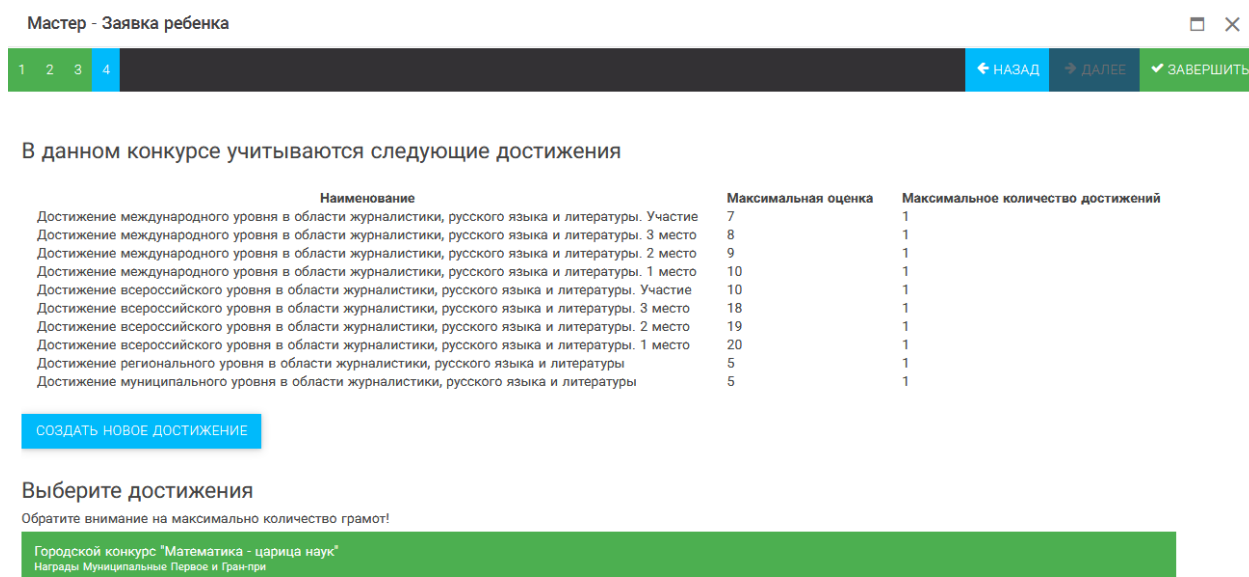 Мастер - Заявка ребенка
1 2 3 4 НАЗАД ДАЛЕЕ ЗАВЕРШИТЬ
В данном конкурсе учитываются следующие достижения
Наименование Максимальная оценка Максимальное количество достижений
Достижение международного уровня в области журналистики, русского языка и литературы. Участие 7 1
Достижение международного уровня в области журналистики, русского языка и литературы. 3 место 8 1
Достижение международного уровня в области журналистики, русского языка и литературы. 2 место 9 1
Достижение международного уровня в области журналистики, русского языка и литературы. 1 место 10 1
Достижение всероссийского уровня в области журналистики, русского языка и литературы. Участие 10 1
Достижение всероссийского уровня в области журналистики, русского языка и литературы. 3 место 18 1
Достижение всероссийского уровня в области журналистики, русского языка и литературы. 2 место 19 1
Достижение всероссийского уровня в области журналистики, русского языка и литературы. 1 место 20 1
Достижение регионального уровня в области журналистики, русского языка и литературы 5 1
Достижение муниципального уровня в области журналистики, русского языка и литературы 5 1
СОЗДАТЬ НОВОЕ ДОСТИЖЕНИЕ
Выберите достижения
Обратите внимание на максимально количество грамот!
Городской конкурс "Математика - царица наук"
Награды Муниципальные Первое и Гран-при